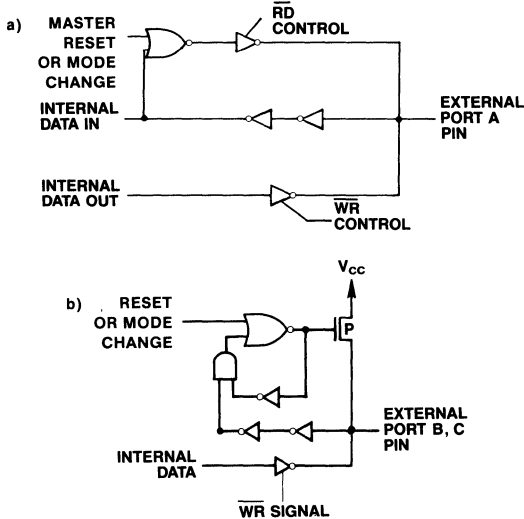 a)
MASTER
RESET
OR MODE
CHANGE
RD
CONTROL
INTERNAL
DATA IN
EXTERNAL
PORT A
PIN
INTERNAL
DATA OUT
WR
CONTROL
b)
RESET
OR MODE
CHANGE
VCC
P
EXTERNAL
PORT B, C
PIN
INTERNAL
DATA
WR SIGNAL